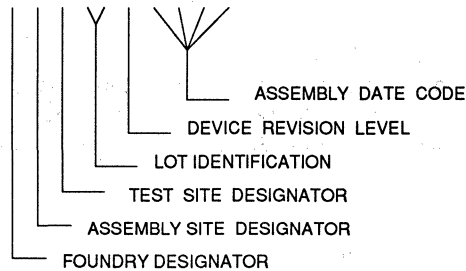 ASSEMBLY DATE CODE
DEVICE REVISION LEVEL
LOT IDENTIFICATION
TEST SITE DESIGNATOR
ASSEMBLY SITE DESIGNATOR
FOUNDRY DESIGNATOR